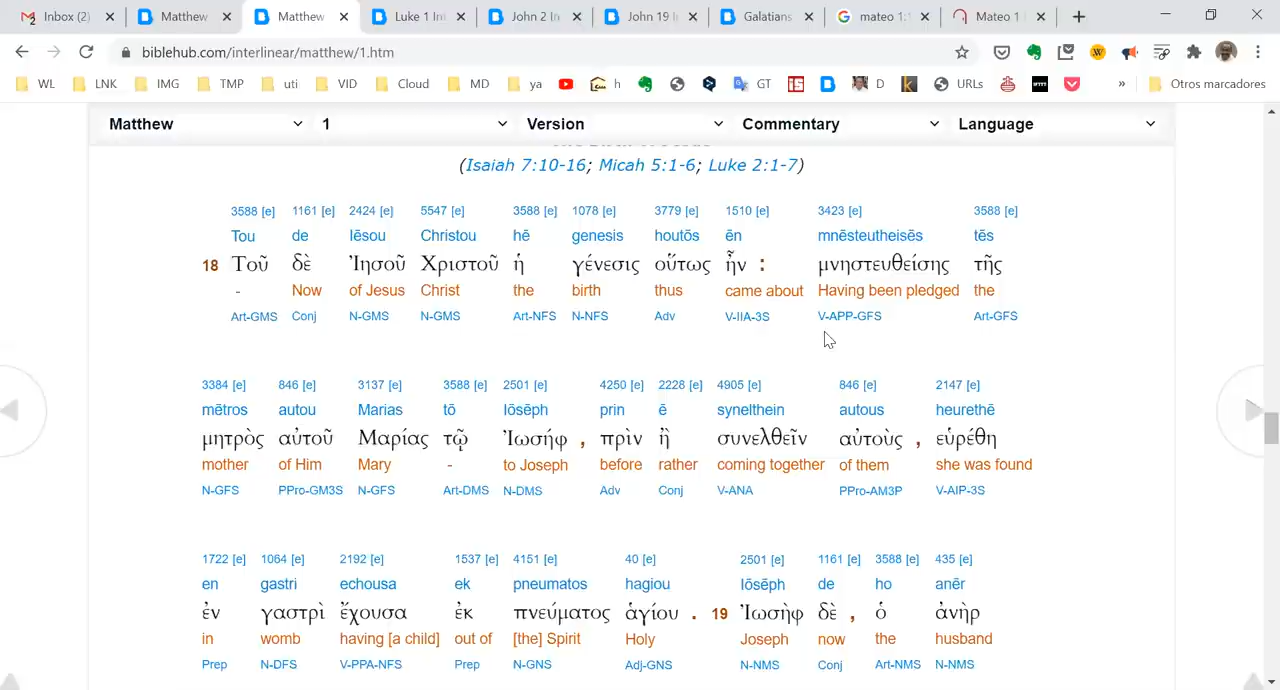 Inbox (2)
Matthew
Matthew
Luke 1 Int
John 2 In
John 19 I
Galatians
mateo 1:1
Mateo 1
biblehub.com/interlinear/matthew/1.htm
WL LNK IMG TMP uti VID Cloud MD ya h GT D URLs » Otros marcadores
Matthew 1 Version Commentary Language
(Isaiah 7:10-16; Micah 5:1-6; Luke 2:1-7)
3588 [e] 1161 [e] 2424 [e] 5547 [e] 3588 [e] 1078 [e] 3779 [e] 1510 [e] 3423 [e] 3588 [e]
Tou de Iēsou Christou hē genesis houtōs ēn mnēsteutheisēs tēs
18 Τοῦ δὲ Ἰησοῦ Χριστοῦ ἡ γένεσις οὕτως ἦν : μνηστευθείσης τῆς
- Now of Jesus Christ the birth thus came about Having been pledged the
Art-GMS Conj N-GMS N-GMS Art-NFS N-NFS Adv V-IIA-3S V-APP-GFS Art-GFS
3384 [e] 846 [e] 3137 [e] 3588 [e] 2501 [e] 4250 [e] 2228 [e] 4905 [e] 846 [e] 2147 [e]
mētros autou Marias tō Iōsēph prin ē synelthein autous heurethē
μητρὸς αὐτοῦ Μαρίας τῷ Ἰωσήφ , πρὶν ἢ συνελθεῖν αὐτοὺς , εὑρέθη
mother of Him Mary - to Joseph before rather coming together of them she was found
N-GFS PPro-GM3S N-GFS Art-DMS N-DMS Adv Conj V-ANA PPro-AM3P V-AIP-3S
1722 [e] 1064 [e] 2192 [e] 1537 [e] 4151 [e] 40 [e] 2501 [e] 1161 [e] 3588 [e] 435 [e]
en gastri echousa ek pneumatos hagiou Iōsēph de ho anēr
ἐν γαστρὶ ἔχουσα ἐκ πνεύματος ἁγίου . 19 Ἰωσὴφ δὲ , ὁ ἀνὴρ
in womb having [a child] out of [the] Spirit Holy Joseph now the husband
Prep N-DFS V-PPA-NFS Prep N-GNS Adj-GNS N-NMS Conj Art-NMS N-NMS